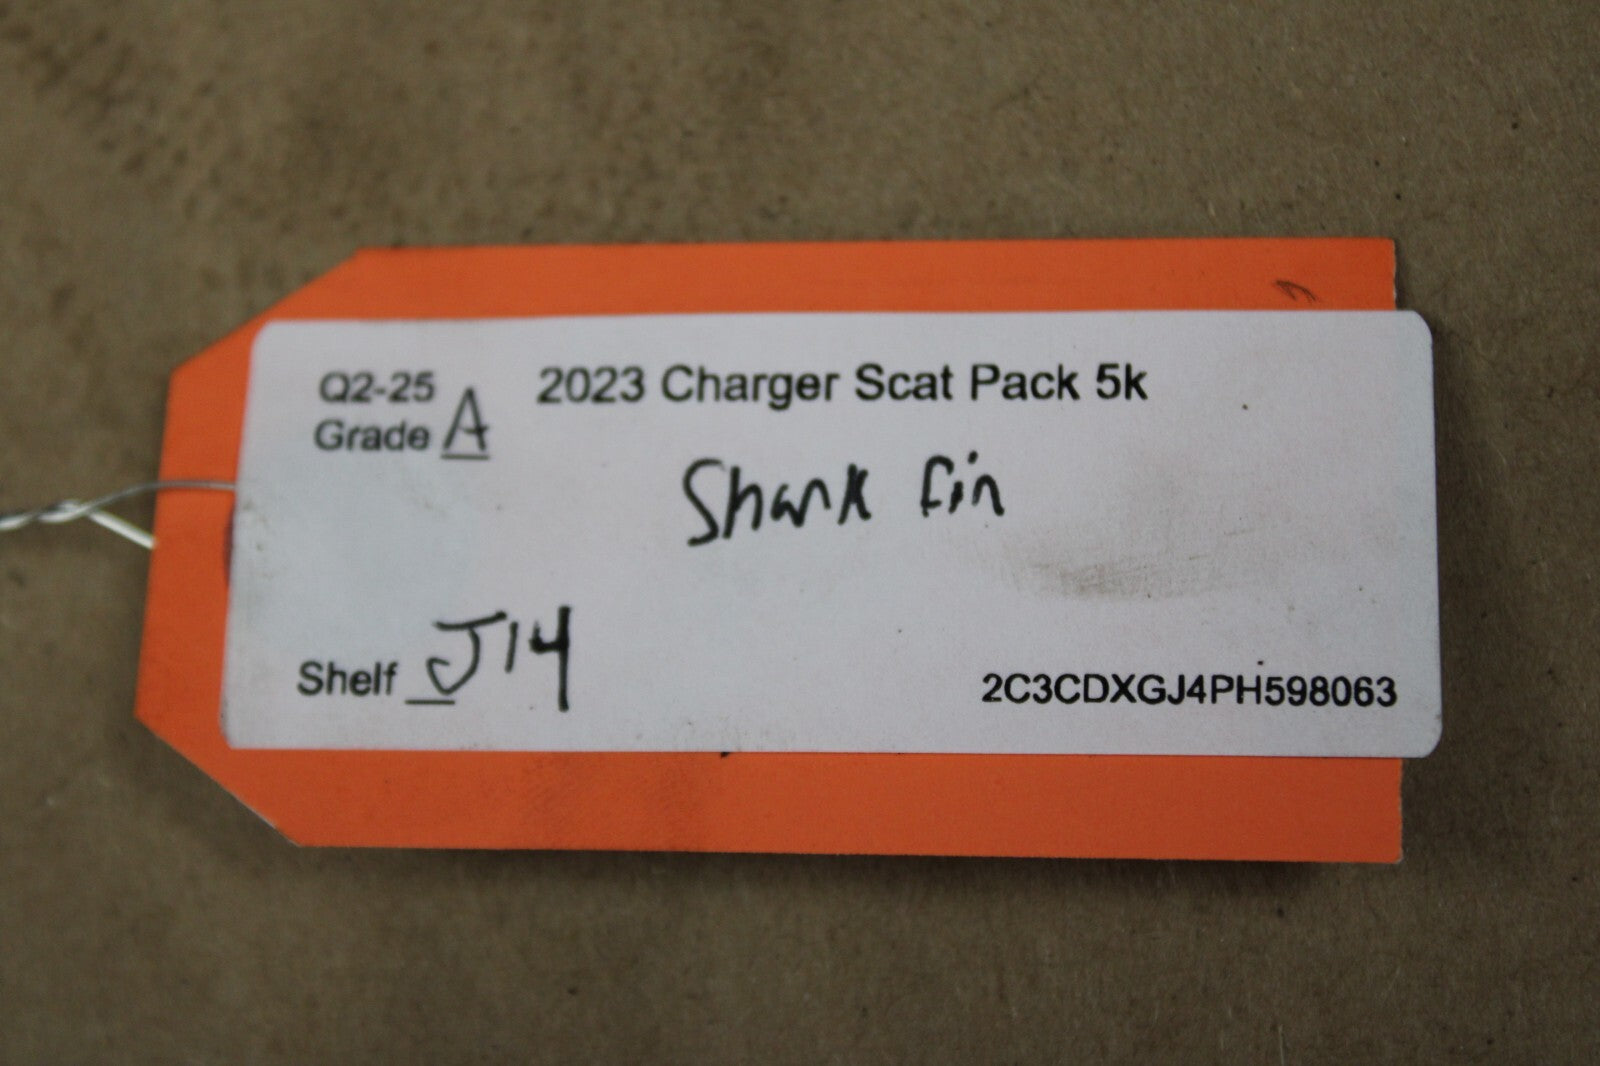 Q2-25 2023 Charger Scat Pack 5k
Grade A
Shark Fin
Shelf J14 2C3CDXGJ4PH598063